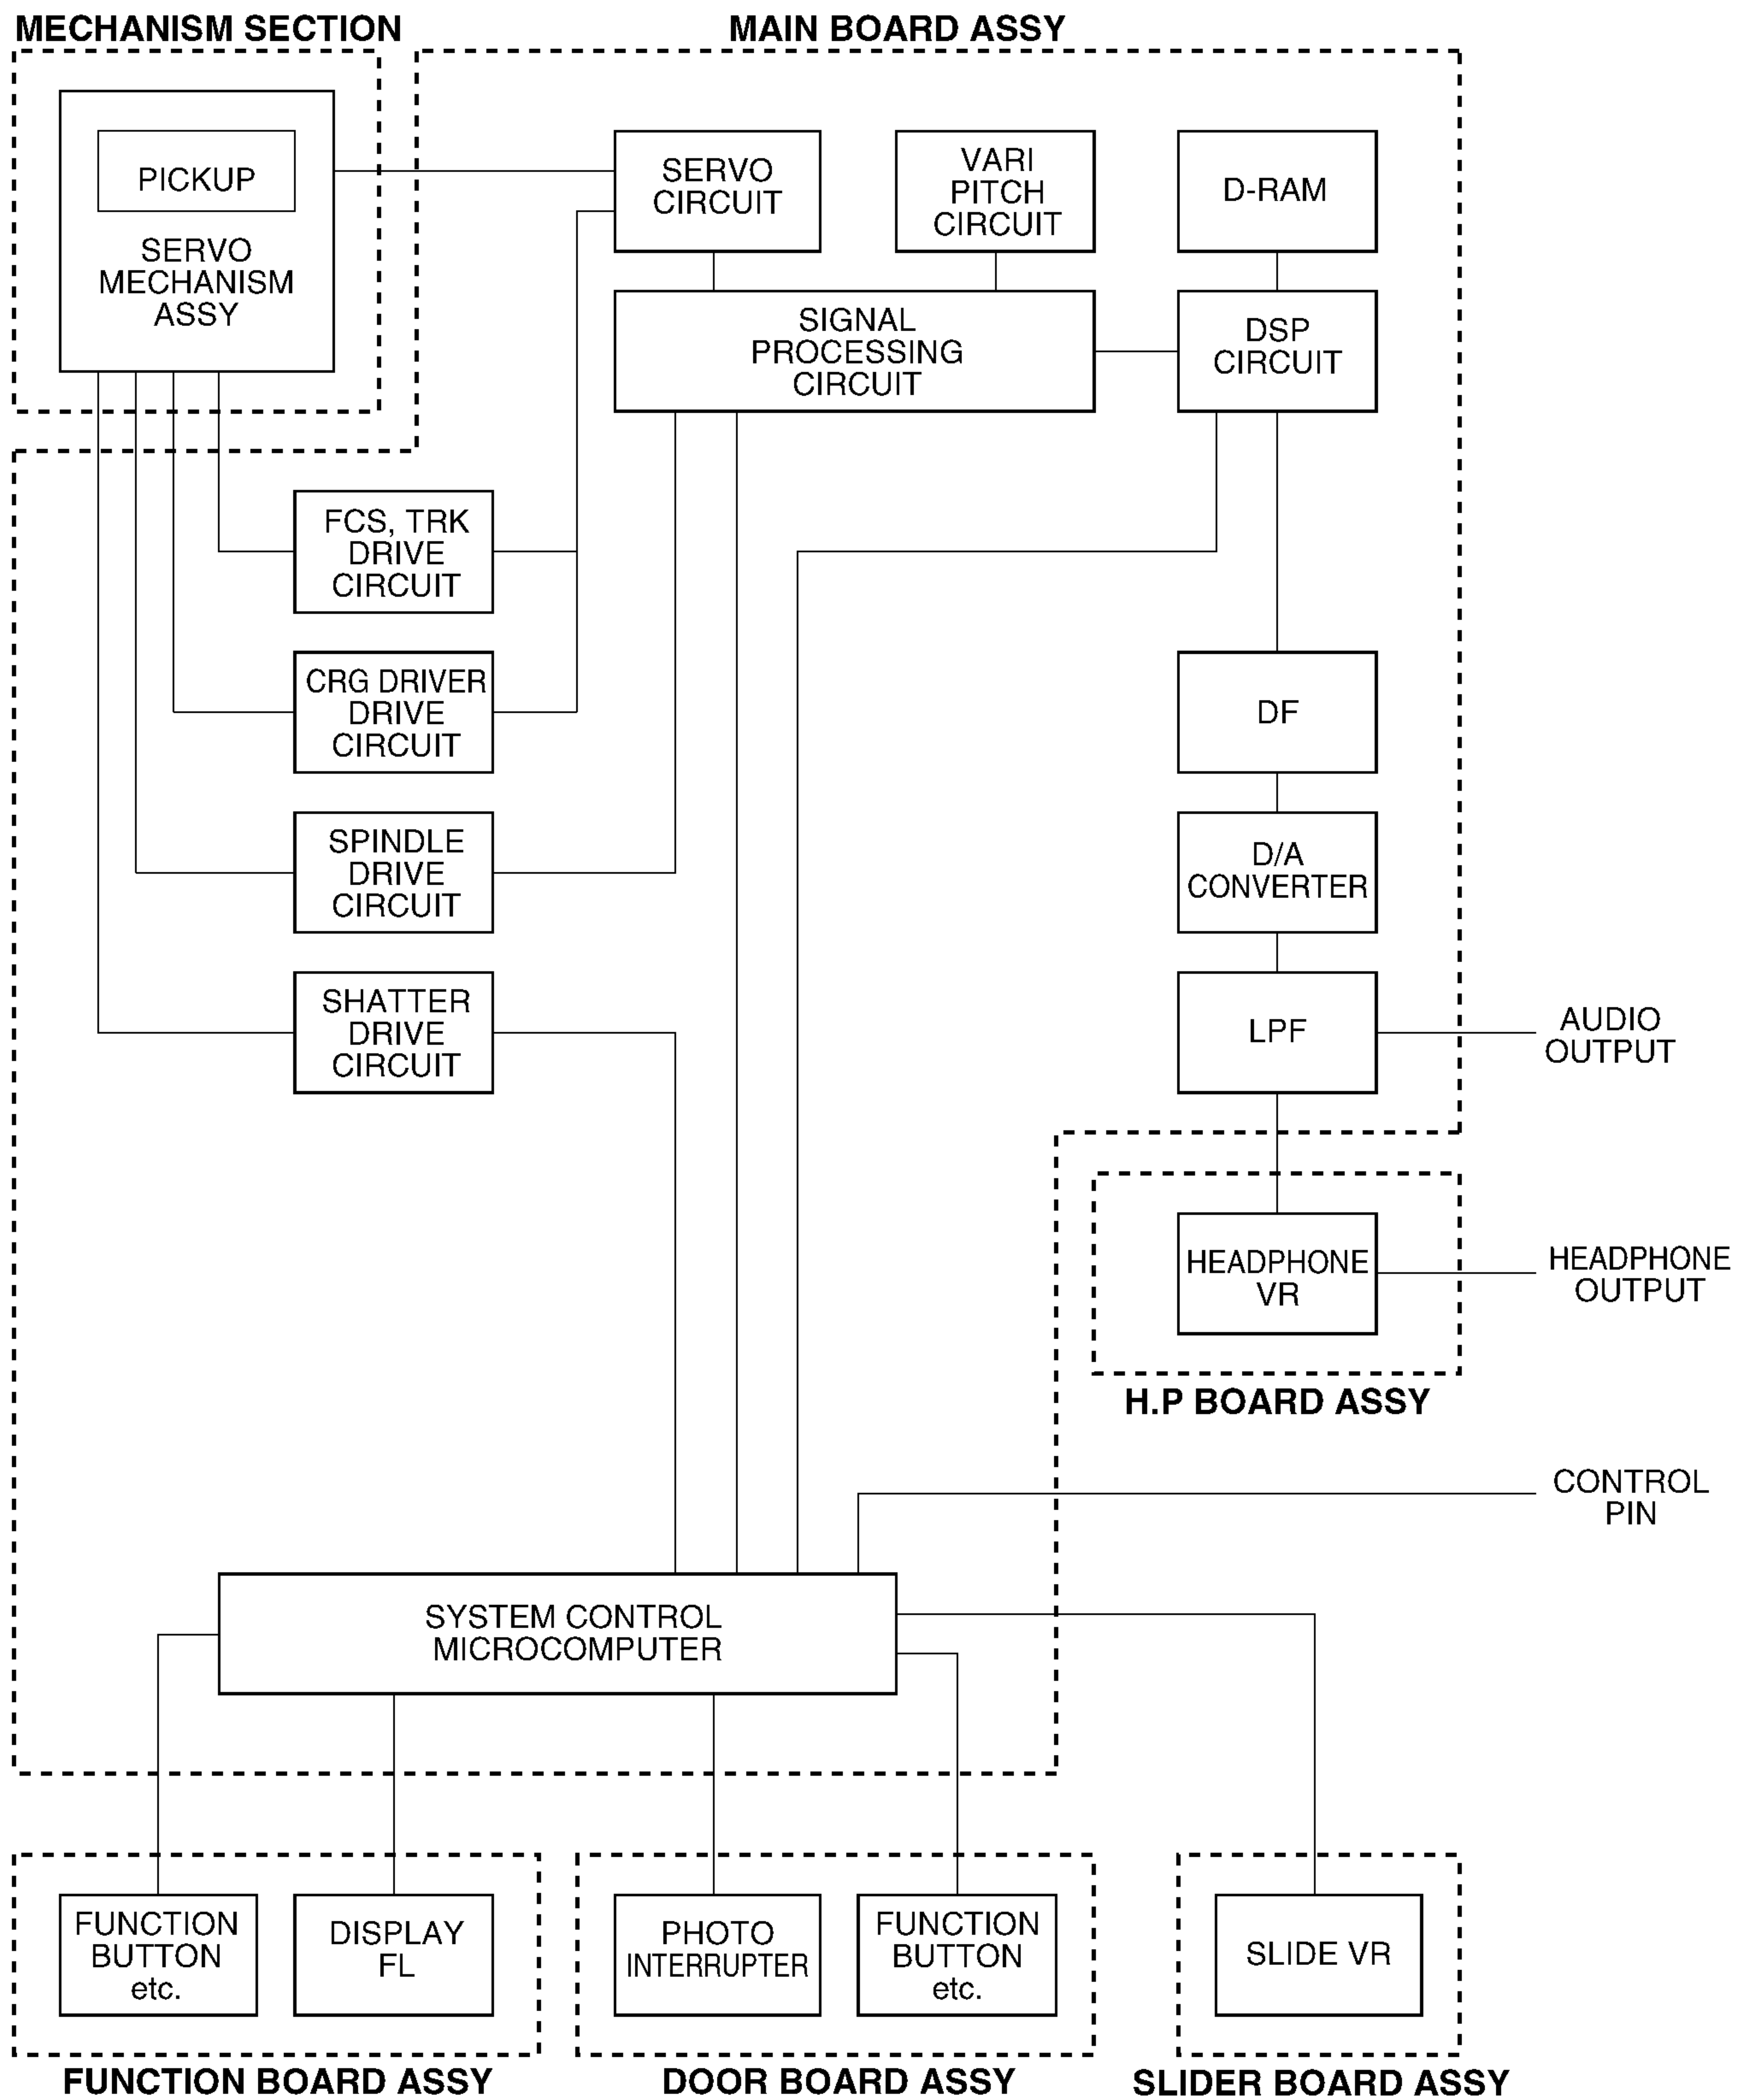 MECHANISM SECTION
MAIN BOARD ASSY
PICKUP
SERVO
MECHANISM
ASSY
SERVO
CIRCUIT
VARI
PITCH
CIRCUIT
D-RAM
SIGNAL
PROCESSING
CIRCUIT
DSP
CIRCUIT
FCS, TRK
DRIVE
CIRCUIT
CRG DRIVER
DRIVE
CIRCUIT
DF
SPINDLE
DRIVE
CIRCUIT
D/A
CONVERTER
SHATTER
DRIVE
CIRCUIT
LPF
AUDIO
OUTPUT
HEADPHONE
VR
HEADPHONE
OUTPUT
H.P BOARD ASSY
CONTROL
PIN
SYSTEM CONTROL
MICROCOMPUTER
FUNCTION
BUTTON
etc.
DISPLAY
FL
PHOTO
INTERRUPTER
FUNCTION
BUTTON
etc.
SLIDE VR
FUNCTION BOARD ASSY
DOOR BOARD ASSY
SLIDER BOARD ASSY